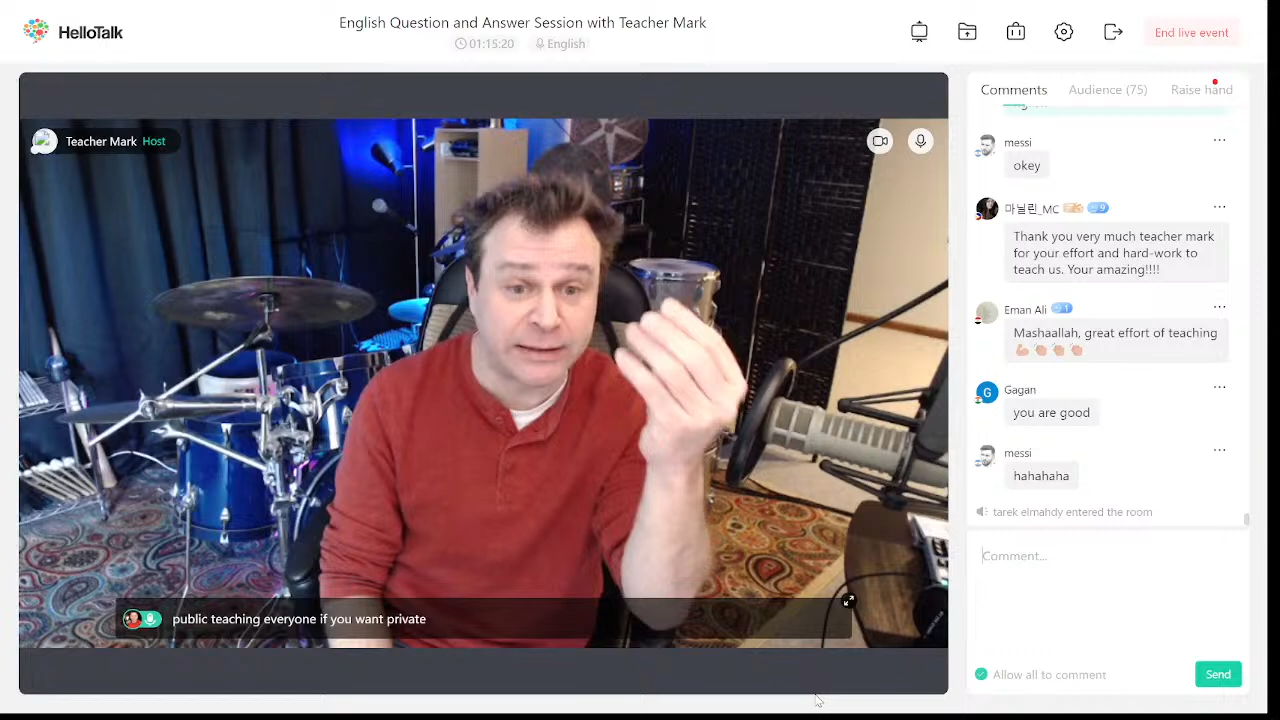 HelloTalk
English Question and Answer Session with Teacher Mark
01:15:20 English
End live event
Teacher Mark Host
public teaching everyone if you want private
Comments Audience (75) Raise hand
messi
okey
마닐린_MC 9
Thank you very much teacher mark
for your effort and hard-work to
teach us. Your amazing!!!!
Eman Ali 1
Mashaallah, great effort of teaching
💪🏼 👏🏼 👏🏼 👏🏼
G Gagan
you are good
messi
hahahaha
tarek elmahdy entered the room
Comment...
Allow all to comment
Send